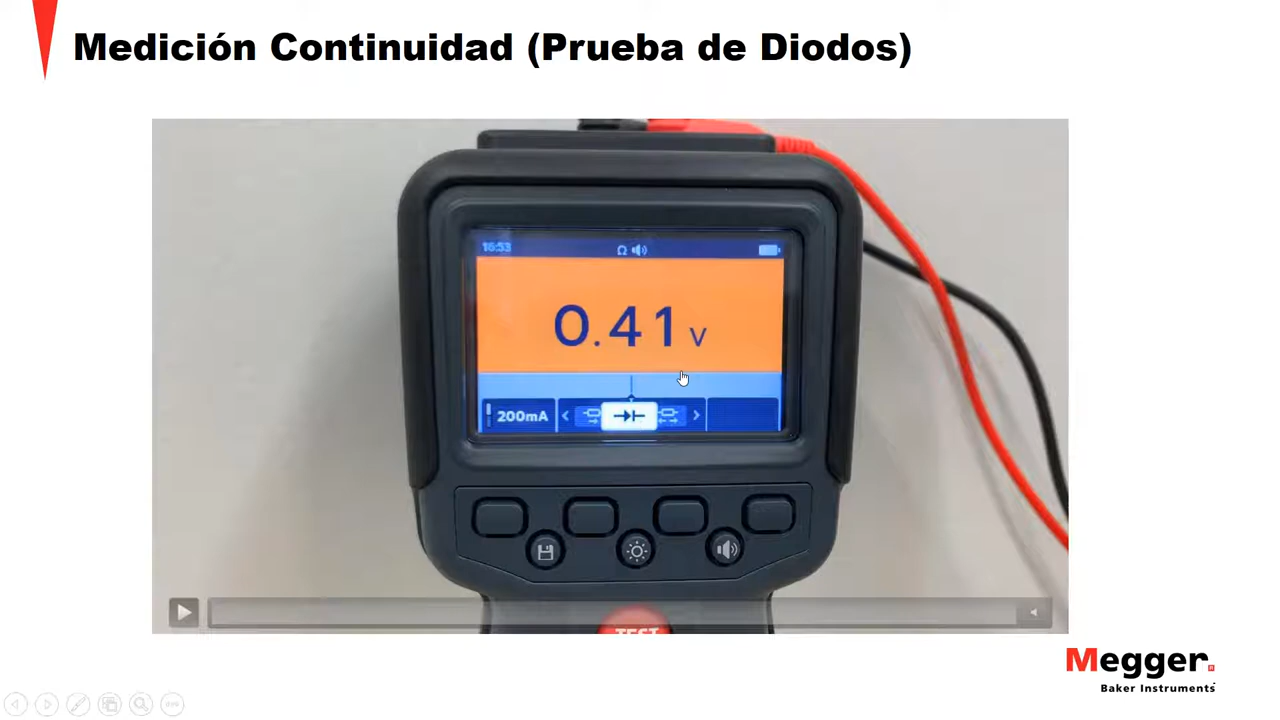 Medición Continuidad (Prueba de Diodos)
16:53
Ω
0.41 V
200mA
TEST
Megger.
Baker Instruments